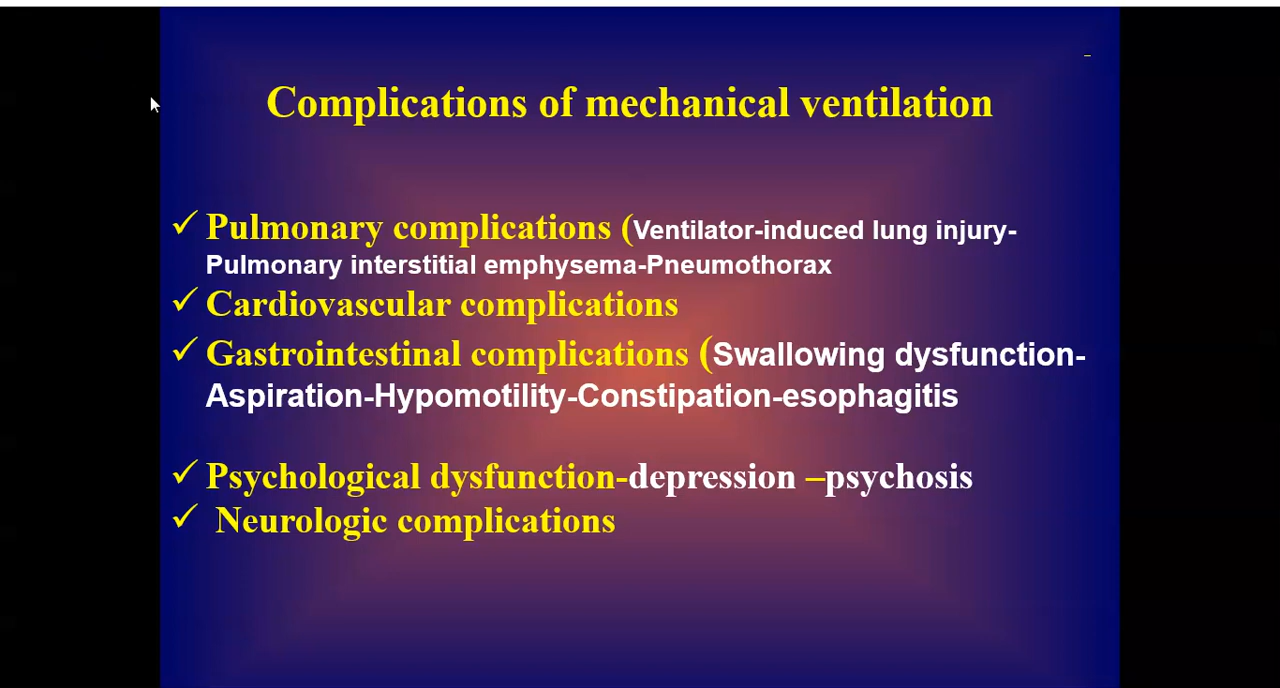 Complications of mechanical ventilation
✓ Pulmonary complications (Ventilator-induced lung injury-
Pulmonary interstitial emphysema-Pneumothorax
✓ Cardiovascular complications
✓ Gastrointestinal complications (Swallowing dysfunction-
Aspiration-Hypomotility-Constipation-esophagitis
✓ Psychological dysfunction-depression –psychosis
✓ Neurologic complications